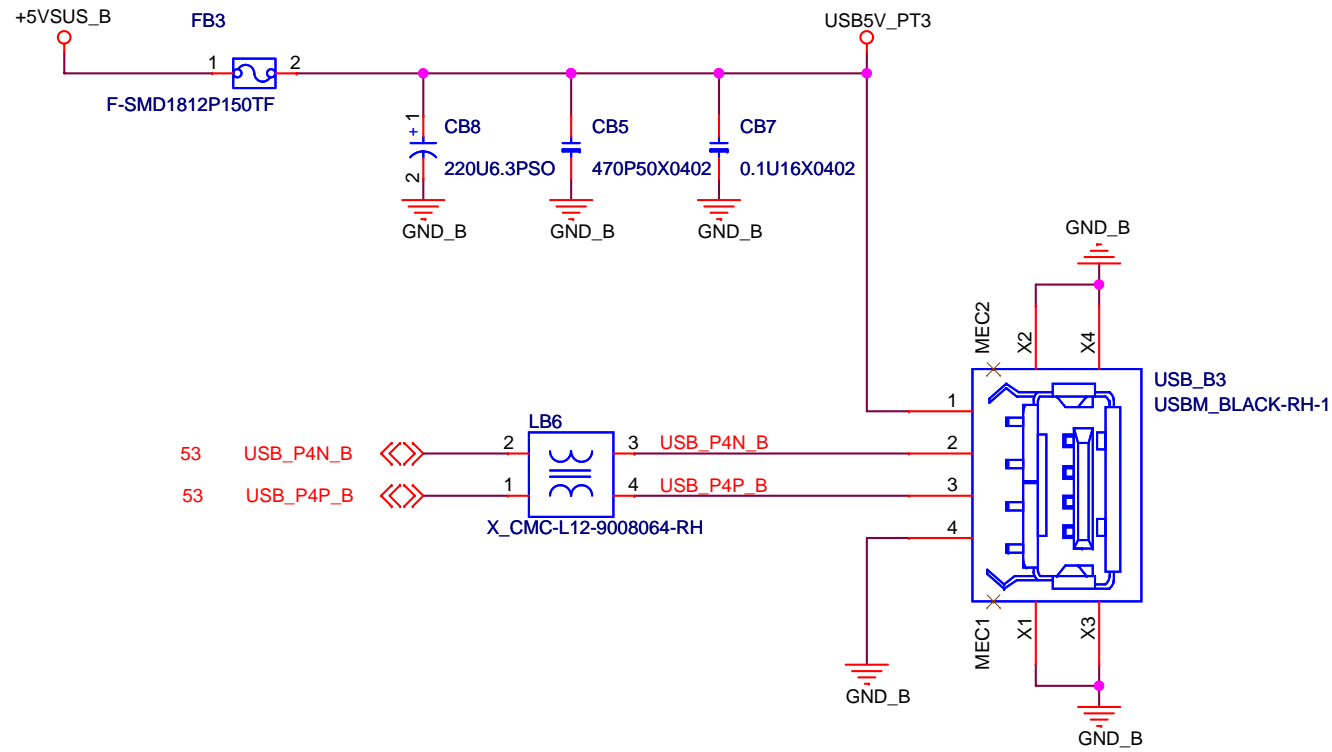 +5VSUS_B
FB3
USB5V_PT3
1
2
F-SMD1812P150TF
+
1
CB8
CB5
CB7
2
220U6.3PSO
470P50X0402
0.1U16X0402
GND_B
GND_B
GND_B
GND_B
MEC2
X2
X4
USB_B3
USBM_BLACK-RH-1
1
LB6
53
USB_P4N_B
2
3
USB_P4N_B
2
53
USB_P4P_B
1
4
USB_P4P_B
3
X_CMC-L12-9008064-RH
4
MEC1
X1
X3
GND_B
GND_B